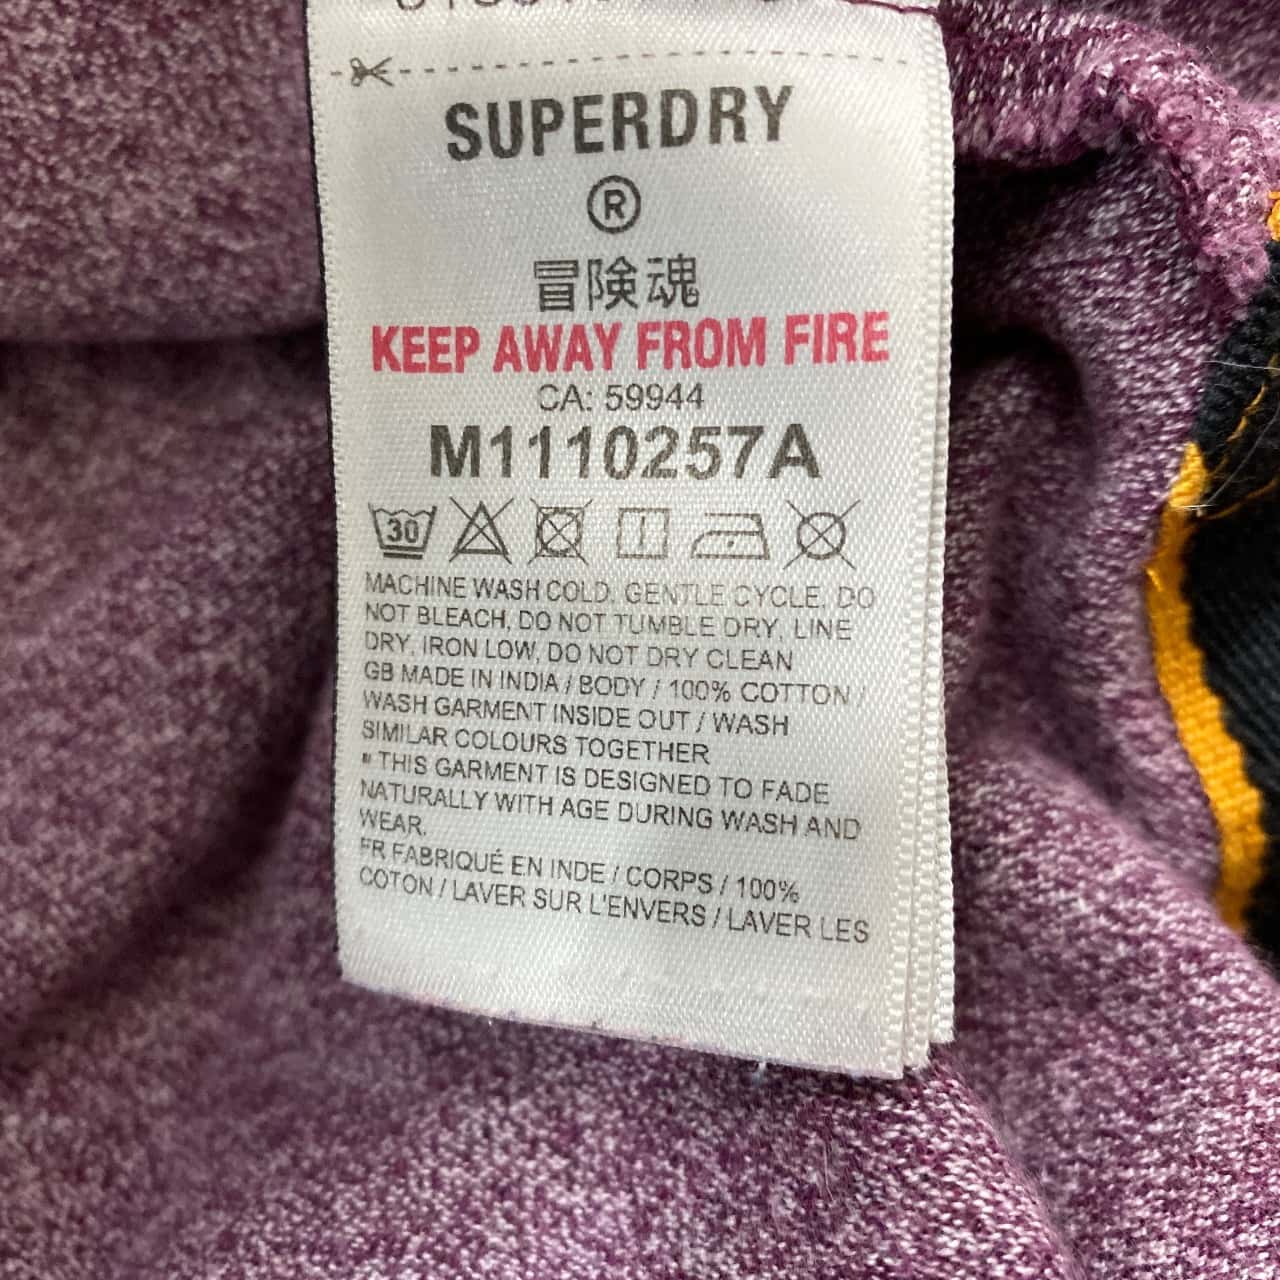 SUPERDRY
®
冒険魂
KEEP AWAY FROM FIRE
CA: 59944
M1110257A
30
MACHINE WASH COLD, GENTLE CYCLE, DO
NOT BLEACH, DO NOT TUMBLE DRY, LINE
DRY, IRON LOW, DO NOT DRY CLEAN
GB MADE IN INDIA / BODY / 100% COTTON /
WASH GARMENT INSIDE OUT / WASH
SIMILAR COLOURS TOGETHER
" THIS GARMENT IS DESIGNED TO FADE
NATURALLY WITH AGE DURING WASH AND
WEAR.
FR FABRIQUÉ EN INDE / CORPS / 100%
COTON / LAVER SUR L'ENVERS / LAVER LES